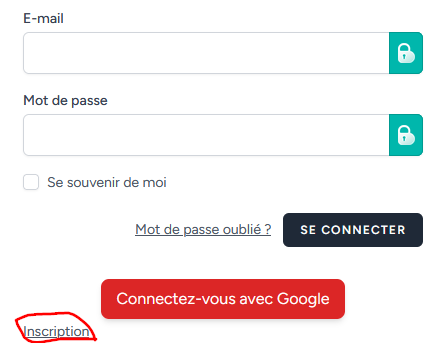 E-mail
Mot de passe
Se souvenir de moi
Mot de passe oublié ? SE CONNECTER
Connectez-vous avec Google
Inscription